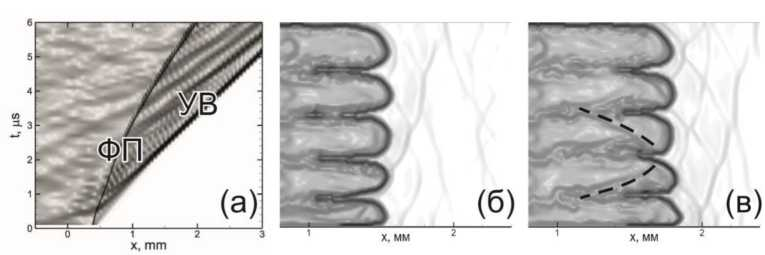 6
5
4
3
2
1
0
t, μs
ФП
УВ
(а)
0 1 2 3
x, mm
(б)
1 2
x, мм
(в)
1 2
x, мм